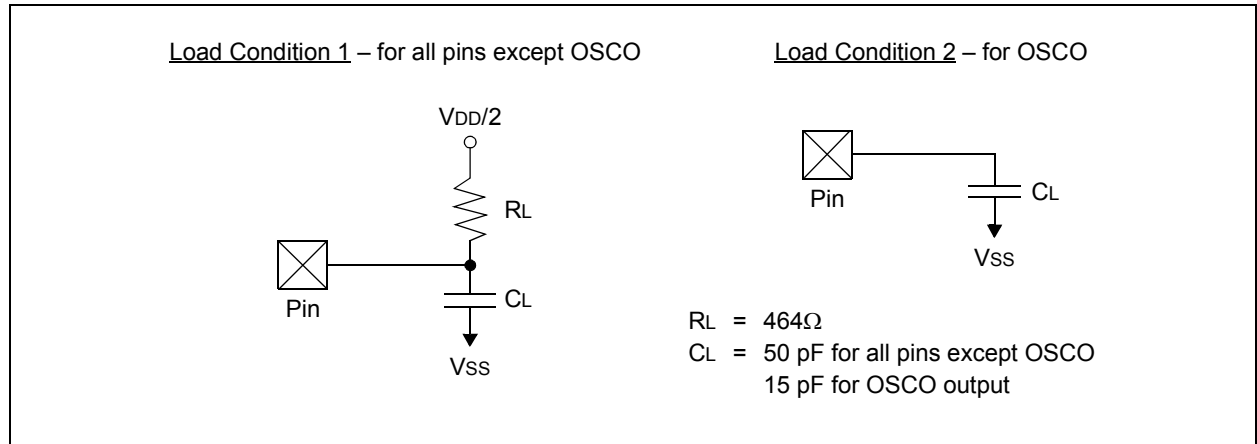 Load Condition 1 – for all pins except OSCO
VDD/2
RL
Pin
CL
VSS
Load Condition 2 – for OSCO
Pin
CL
VSS
RL = 464Ω
CL = 50 pF for all pins except OSCO
15 pF for OSCO output